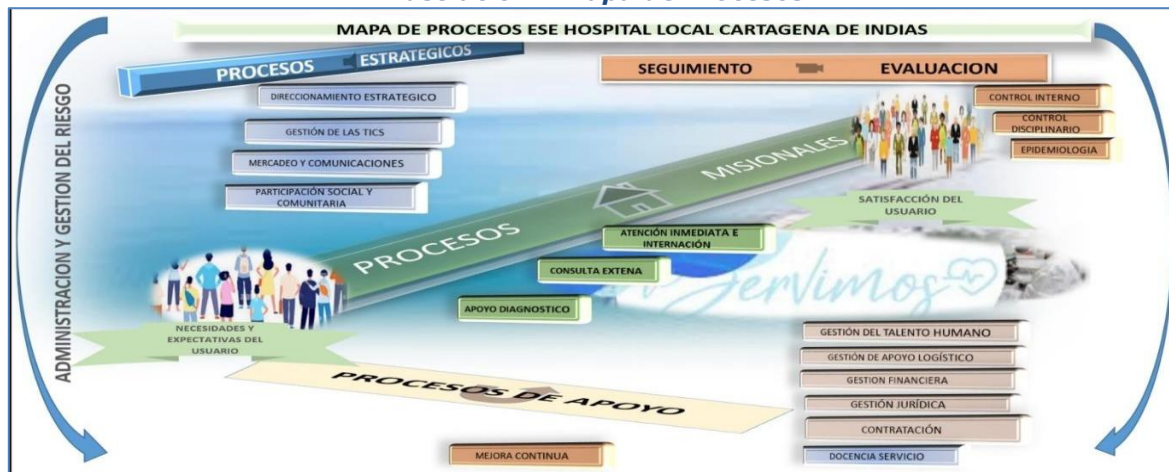 MAPA DE PROCESOS ESE HOSPITAL LOCAL CARTAGENA DE INDIAS
PROCESOS ESTRATEGICOS
SEGUIMIENTO EVALUACION
DIRECCIONAMIENTO ESTRATEGICO
GESTIÓN DE LAS TICS
MERCADEO Y COMUNICACIONES
PARTICIPACIÓN SOCIAL Y
COMUNITARIA
CONTROL INTERNO
CONTROL
DISCIPLINARIO
EPIDEMIOLOGIA
ADMINISTRACION Y GESTION DEL RIESGO
PROCESOS MISIONALES
SATISFACCIÓN DEL
USUARIO
ATENCIÓN INMEDIATA E
INTERNACIÓN
CONSULTA EXTENA
APOYO DIAGNOSTICO
Servimos
NECESIDADES Y
EXPECTATIVAS DEL
USUARIO
PROCESOS DE APOYO
GESTIÓN DEL TALENTO HUMANO
GESTIÓN DE APOYO LOGÍSTICO
GESTION FINANCIERA
GESTIÓN JURÍDICA
CONTRATACIÓN
DOCENCIA SERVICIO
MEJORA CONTINUA